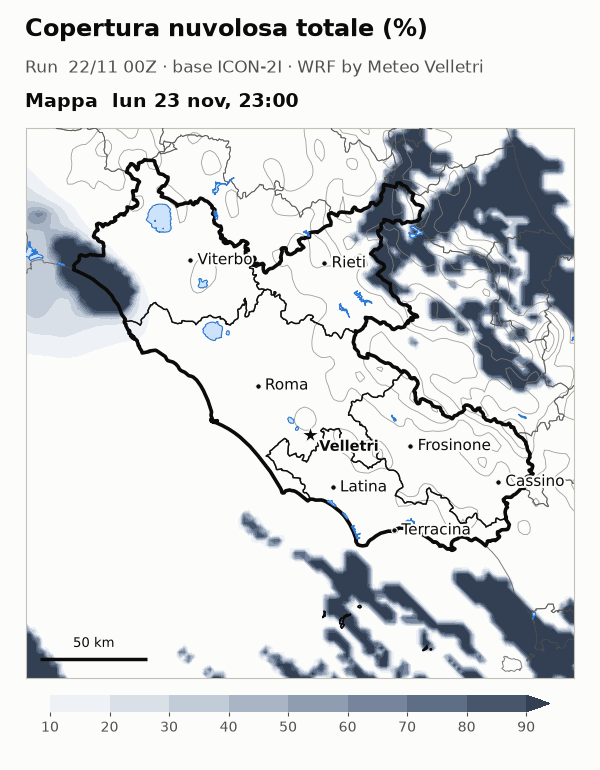 Copertura nuvolosa totale (%)
Run  22/11 00Z · base ICON-2I · WRF by Meteo Velletri
Mappa  lun 23 nov, 23:00
Viterbo
Rieti
Roma
Velletri
Frosinone
Cassino
Latina
Terracina
50 km
10 20 30 40 50 60 70 80 90